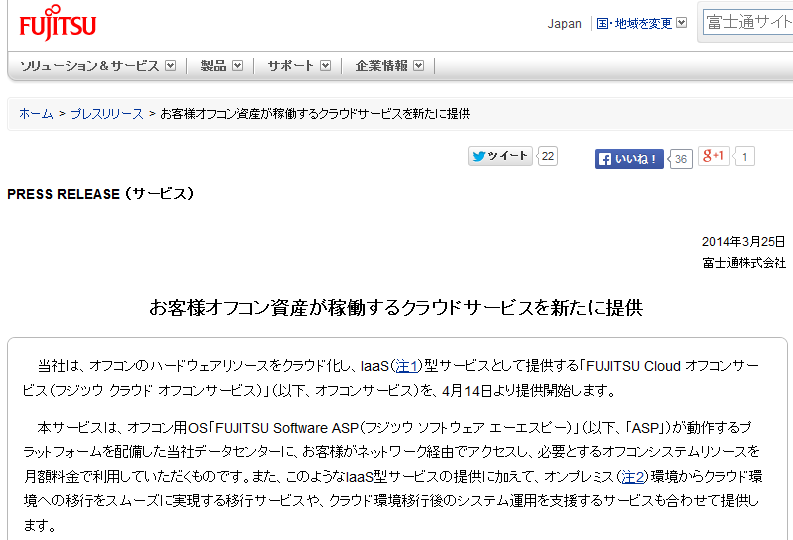 FUJITSU
Japan 国・地域を変更 富士通サイト
ソリューション＆サービス 製品 サポート 企業情報
ホーム > プレスリリース > お客様オフコン資産が稼働するクラウドサービスを新たに提供
ツイート 22 いいね！ 36 g+1 1
PRESS RELEASE （サービス）
2014年3月25日
富士通株式会社
お客様オフコン資産が稼働するクラウドサービスを新たに提供
当社は、オフコンのハードウェアリソースをクラウド化し、IaaS（注1）型サービスとして提供する「FUJITSU Cloud オフコンサー
ビス（フジツウ クラウド オフコンサービス）」（以下、オフコンサービス）を、4月14日より提供開始します。
本サービスは、オフコン用OS「FUJITSU Software ASP（フジツウ ソフトウェア エーエスピー）」（以下、「ASP」）が動作するプ
ラットフォームを配備した当社データセンターに、お客様がネットワーク経由でアクセスし、必要とするオフコンシステムリソースを
月額料金で利用していただくものです。また、このようなIaaS型サービスの提供に加えて、オンプレミス（注2）環境からクラウド環
境への移行をスムーズに実現する移行サービスや、クラウド環境移行後のシステム運用を支援するサービスも合わせて提供し
ます。